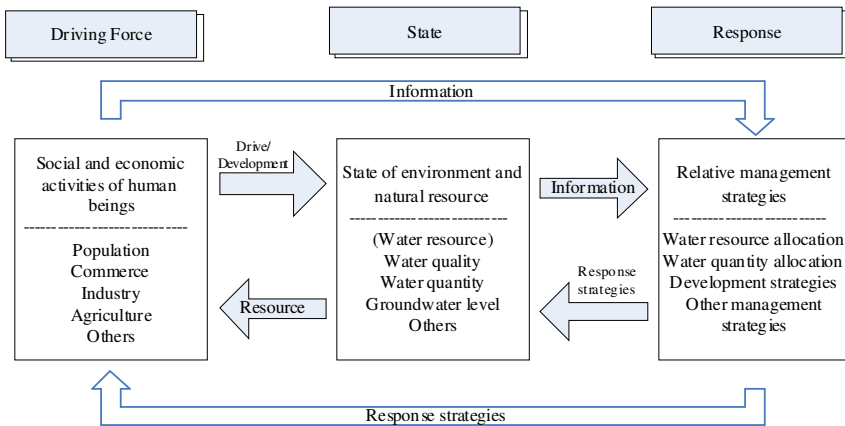 Driving Force
State
Response
Information
Social and economic
activities of human
beings
--------------------------------
Population
Commerce
Industry
Agriculture
Others
Drive/
Development
Resource
State of environment and
natural resource
-------------------------------
(Water resource)
Water quality
Water quantity
Groundwater level
Others
Information
Response
strategies
Relative management
strategies
------------------------------
Water resource allocation
Water quantity allocation
Development strategies
Other management
strategies
Response strategies